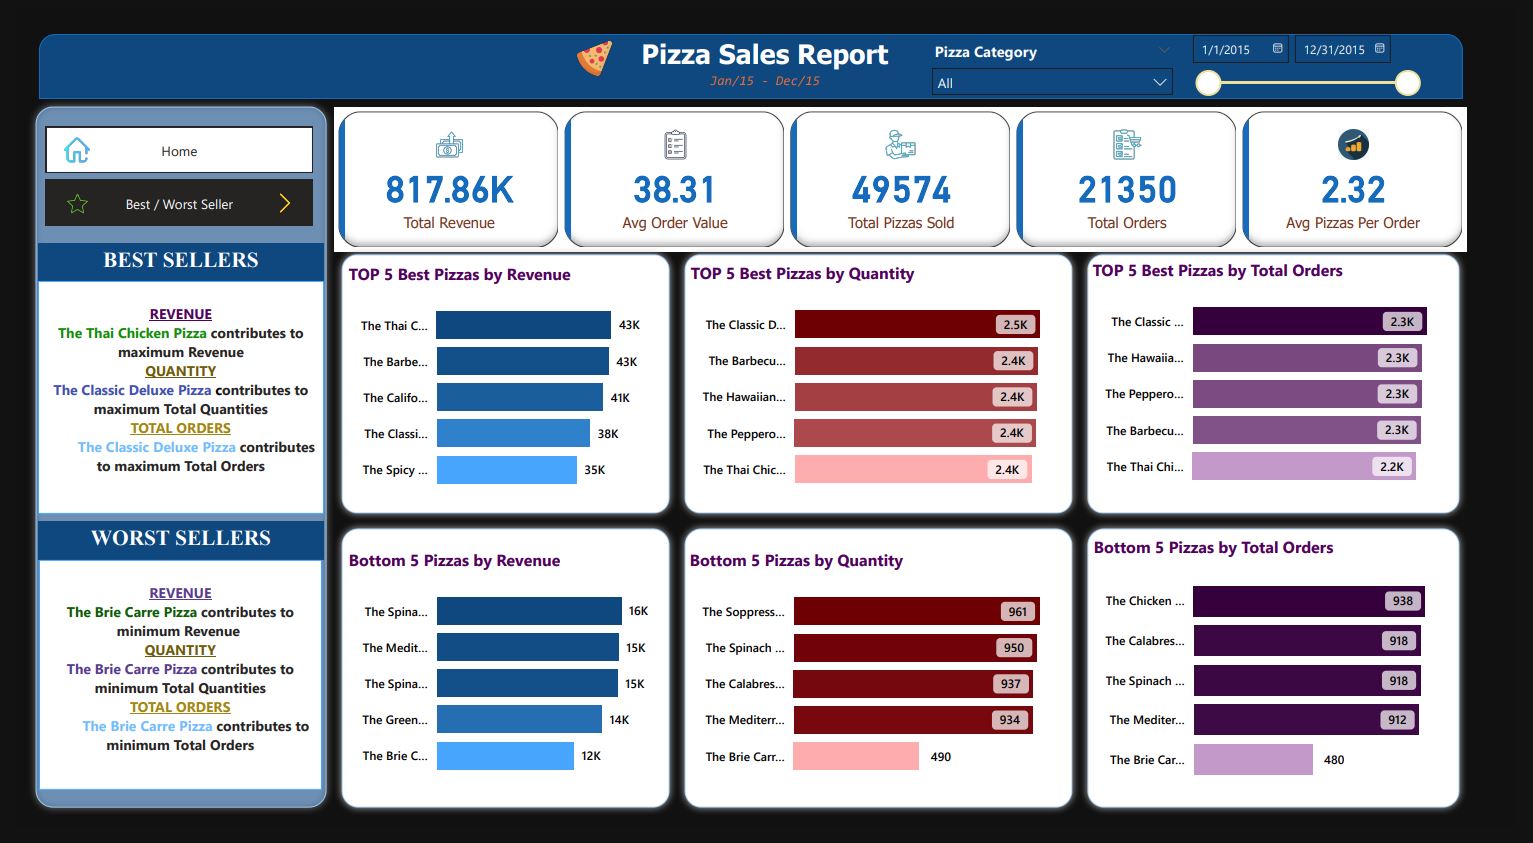 Pizza Sales Report
Jan/15 - Dec/15
Pizza Category
All
1/1/2015
12/31/2015
Home
Best / Worst Seller
817.86K
Total Revenue
38.31
Avg Order Value
49574
Total Pizzas Sold
21350
Total Orders
2.32
Avg Pizzas Per Order
BEST SELLERS
REVENUE
The Thai Chicken Pizza contributes to
maximum Revenue
QUANTITY
The Classic Deluxe Pizza contributes to
maximum Total Quantities
TOTAL ORDERS
The Classic Deluxe Pizza contributes
to maximum Total Orders
WORST SELLERS
REVENUE
The Brie Carre Pizza contributes to
minimum Revenue
QUANTITY
The Brie Carre Pizza contributes to
minimum Total Quantities
TOTAL ORDERS
The Brie Carre Pizza contributes to
minimum Total Orders
TOP 5 Best Pizzas by Revenue
The Thai C... 43K
The Barbe... 43K
The Califo... 41K
The Classi... 38K
The Spicy ... 35K
TOP 5 Best Pizzas by Quantity
The Classic D... 2.5K
The Barbecu... 2.4K
The Hawaiian... 2.4K
The Peppero... 2.4K
The Thai Chic... 2.4K
TOP 5 Best Pizzas by Total Orders
The Classic ... 2.3K
The Hawaiia... 2.3K
The Peppero... 2.3K
The Barbecu... 2.3K
The Thai Chi... 2.2K
Bottom 5 Pizzas by Revenue
The Spina... 16K
The Medit... 15K
The Spina... 15K
The Green... 14K
The Brie C... 12K
Bottom 5 Pizzas by Quantity
The Soppress... 961
The Spinach ... 950
The Calabres... 937
The Mediterr... 934
The Brie Carr... 490
Bottom 5 Pizzas by Total Orders
The Chicken ... 938
The Calabres... 918
The Spinach ... 918
The Mediter... 912
The Brie Car... 480